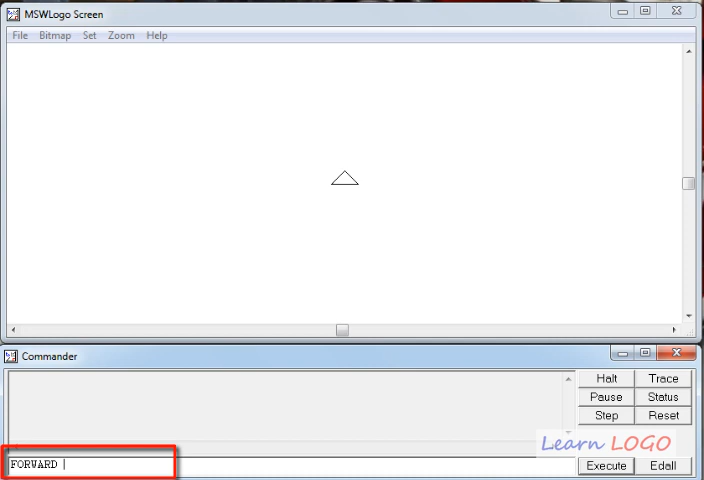 MSWLogo Screen
File Bitmap Set Zoom Help
Commander
Halt Trace
Pause Status
Step Reset
Learn LOGO
FORWARD
Execute Edall